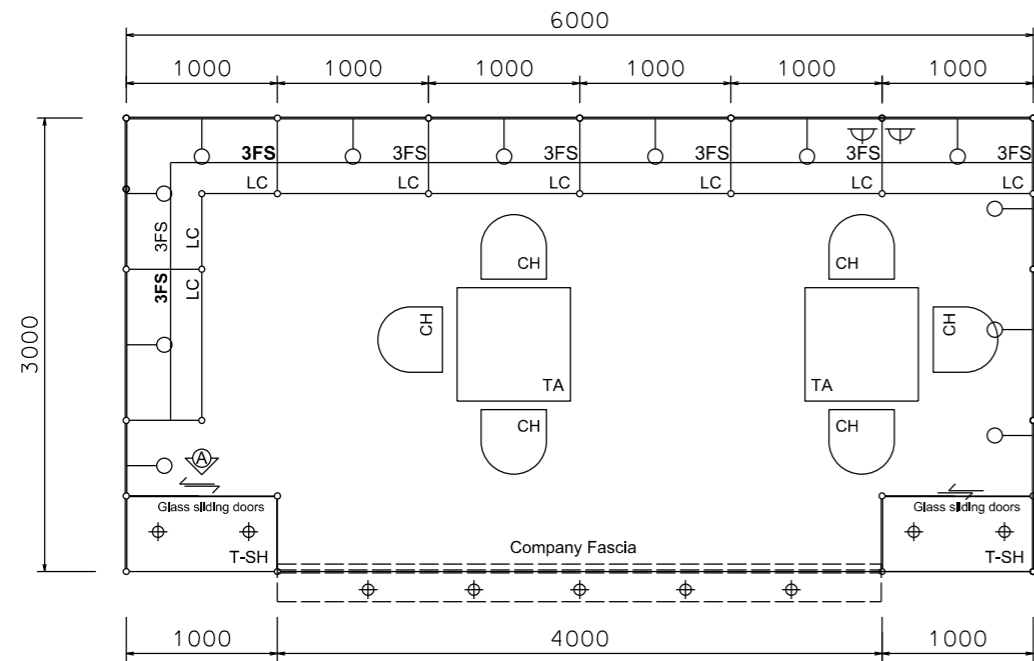 6000
1000 1000 1000 1000 1000 1000
3FS 3FS 3FS 3FS 3FS 3FS
LC LC LC LC LC LC
3FS LC
3FS LC
3000
CH CH
CH CH
TA TA
CH CH
A
Glass sliding doors Glass sliding doors
T-SH T-SH
Company Fascia
1000 4000 1000